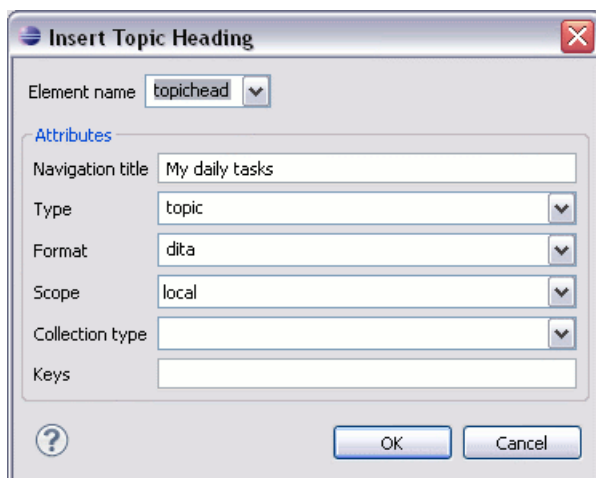 Insert Topic Heading
Element name topichead
Attributes
Navigation title My daily tasks
Type topic
Format dita
Scope local
Collection type
Keys
? OK Cancel